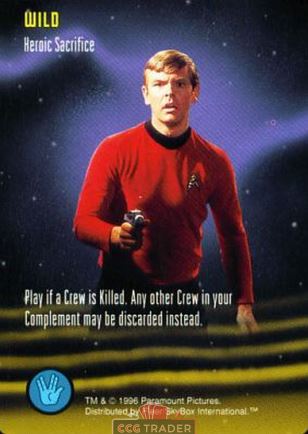 WILD
Heroic Sacrifice
Play if a Crew is Killed. Any other Crew in your
Complement may be discarded instead.
TM & © 1996 Paramount Pictures.
Distributed by Fleer SkyBox International.™
CCG TRADER